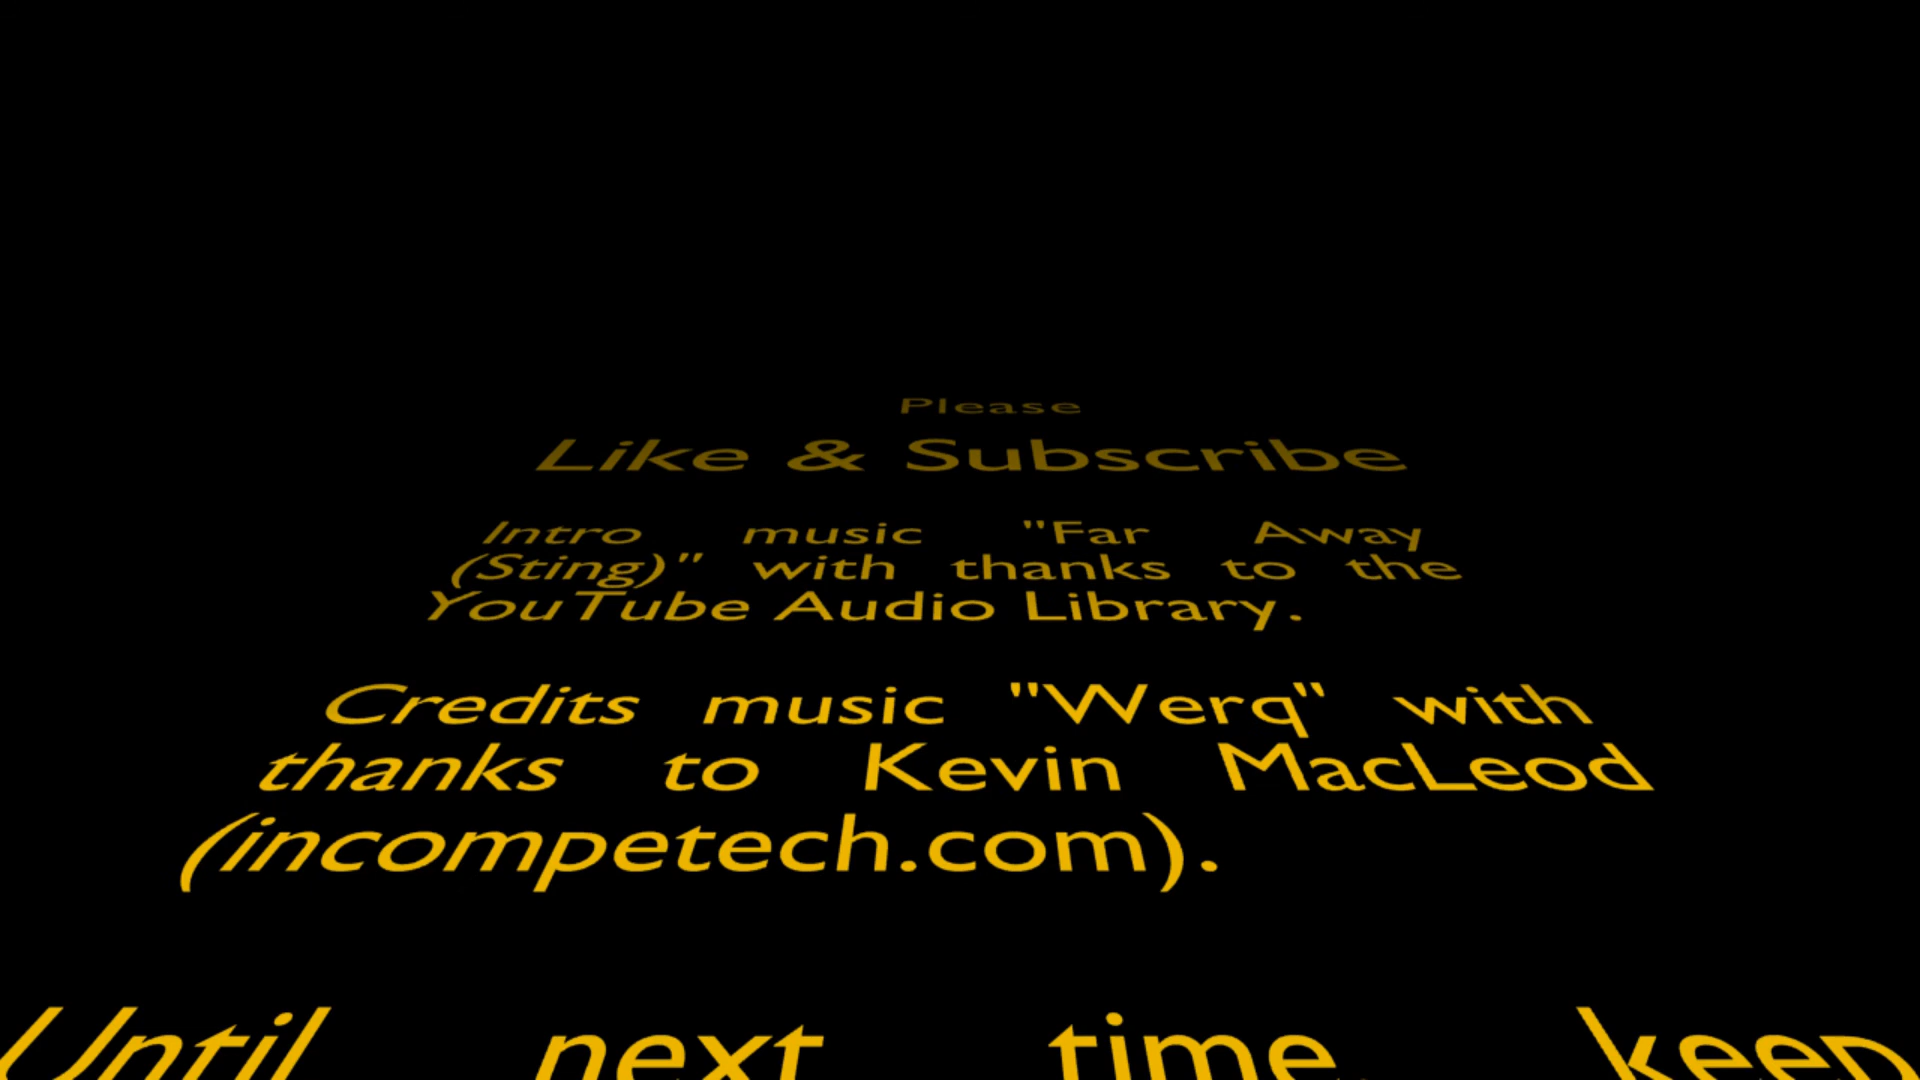 Please
Like & Subscribe
Intro music "Far Away
(Sting)" with thanks to the
YouTube Audio Library.
Credits music "Werq" with
thanks to Kevin MacLeod
(incompetech.com).
Until next time, keep